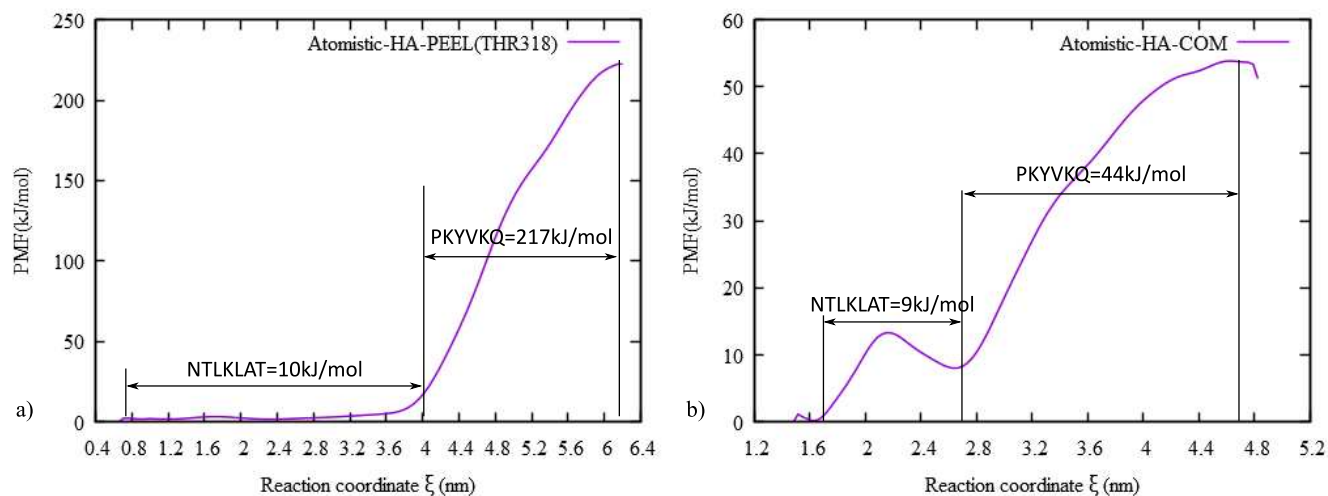 250
200
150
100
50
0
PMF(kJ/mol)
Atomistic-HA-PEEL(THR318)
PKYVKQ=217kJ/mol
NTLKLAT=10kJ/mol
a)
0.4 0.8 1.2 1.6 2 2.4 2.8 3.2 3.6 4 4.4 4.8 5.2 5.6 6 6.4
Reaction coordinate ξ (nm)
60
50
40
30
20
10
0
PMF(kJ/mol)
Atomistic-HA-COM
PKYVKQ=44kJ/mol
NTLKLAT=9kJ/mol
b)
1.2 1.6 2 2.4 2.8 3.2 3.6 4 4.4 4.8 5.2
Reaction coordinate ξ (nm)